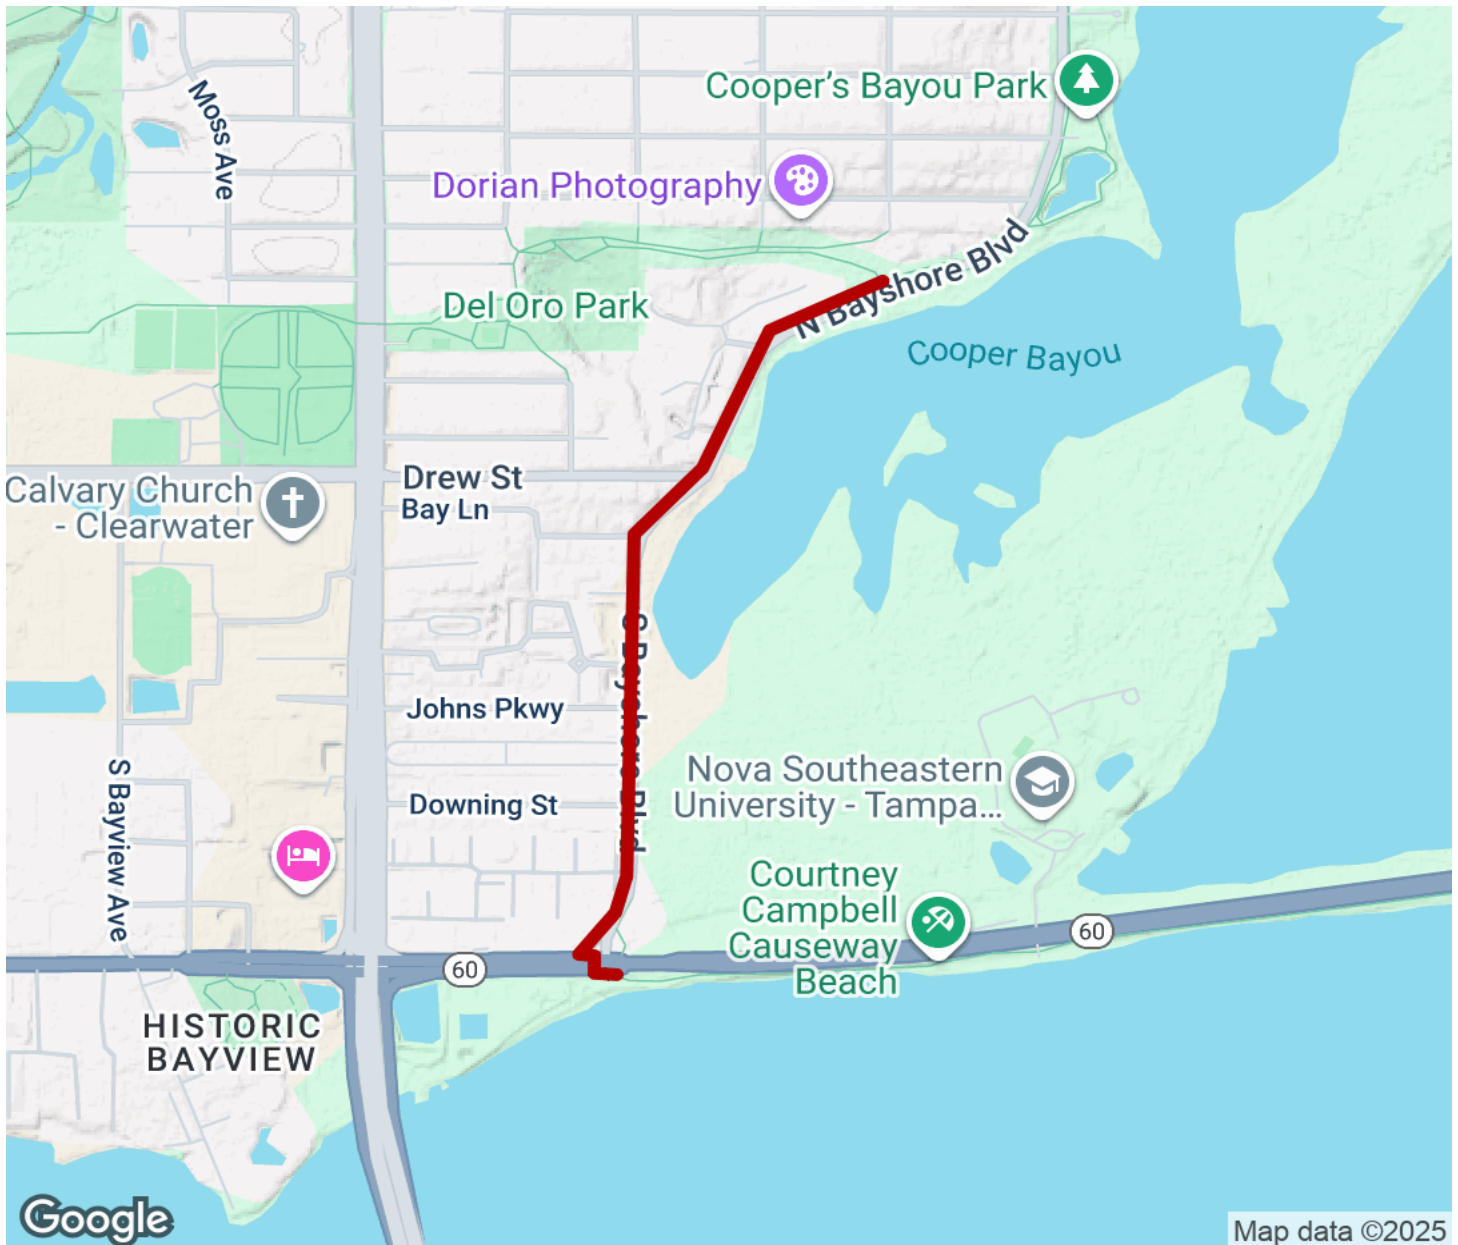 Cooper's Bayou Park
Moss Ave
Dorian Photography
N Bayshore Blvd
Del Oro Park
Cooper Bayou
Drew St
Bay Ln
Calvary Church
- Clearwater
S Bayshore Blvd
Johns Pkwy
S Bayview Ave
Downing St
Nova Southeastern
University - Tampa...
Courtney
Campbell
Causeway
Beach
60
60
HISTORIC
BAYVIEW
Google
Map data ©2025